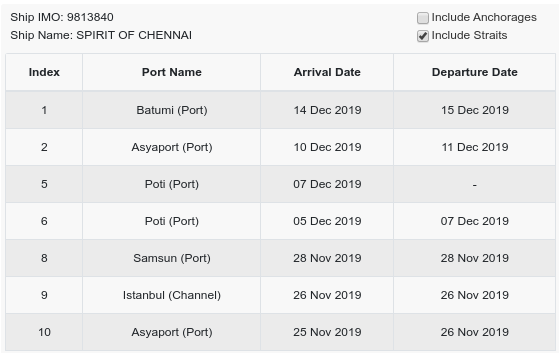 Ship IMO: 9813840 Include Anchorages
Ship Name: SPIRIT OF CHENNAI Include Straits
Index Port Name Arrival Date Departure Date
1 Batumi (Port) 14 Dec 2019 15 Dec 2019
2 Asyaport (Port) 10 Dec 2019 11 Dec 2019
5 Poti (Port) 07 Dec 2019 -
6 Poti (Port) 05 Dec 2019 07 Dec 2019
8 Samsun (Port) 28 Nov 2019 28 Nov 2019
9 Istanbul (Channel) 26 Nov 2019 26 Nov 2019
10 Asyaport (Port) 25 Nov 2019 26 Nov 2019